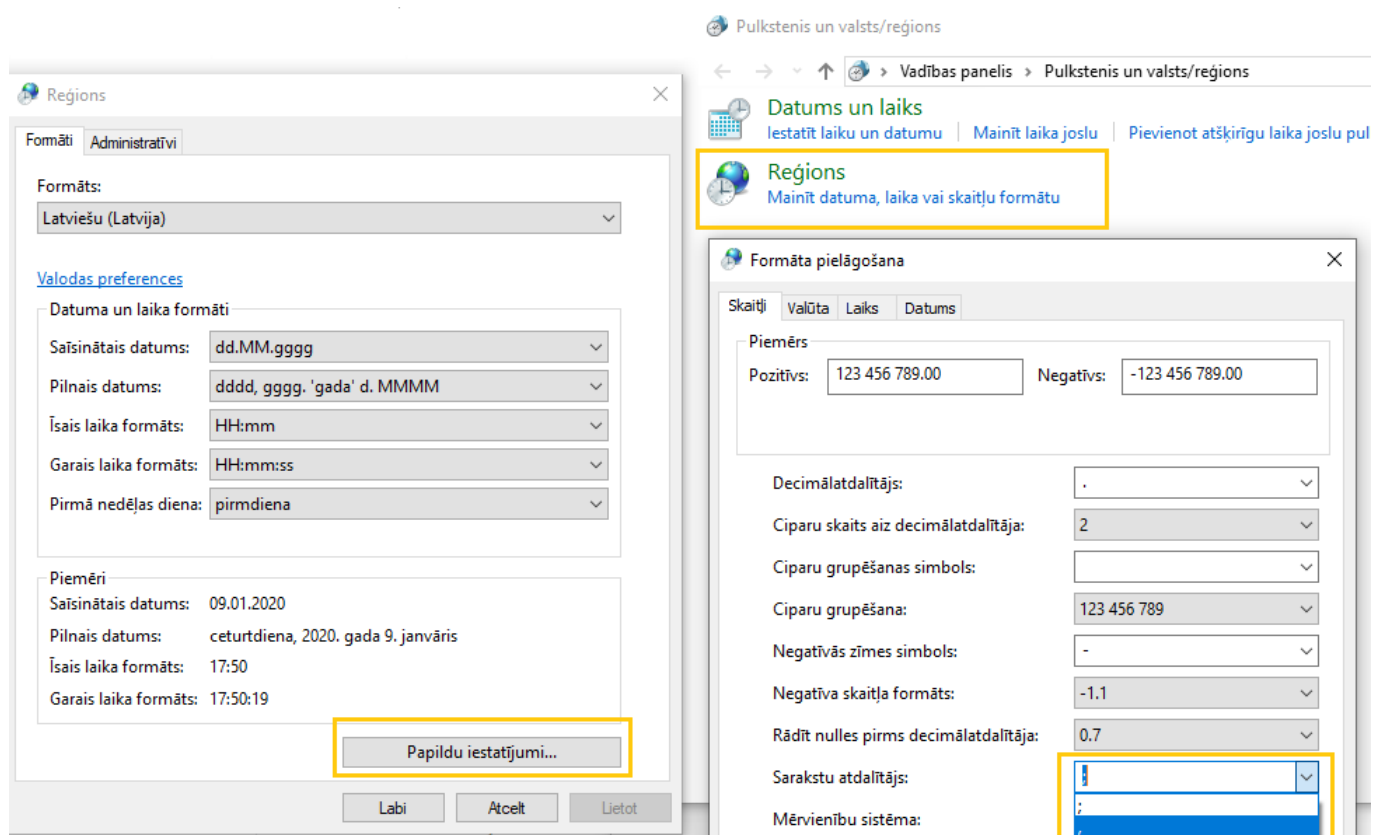 Reģions
Formāti
Administratīvi
Formāts:
Latviešu (Latvija)
Valodas preferences
Datuma un laika formāti
Saīsinātais datums: dd.MM.gggg
Pilnais datums: dddd, gggg. 'gada' d. MMMM
Īsais laika formāts: HH:mm
Garais laika formāts: HH:mm:ss
Pirmā nedēļas diena: pirmdiena
Piemēri
Saīsinātais datums: 09.01.2020
Pilnais datums: ceturtdiena, 2020. gada 9. janvāris
Īsais laika formāts: 17:50
Garais laika formāts: 17:50:19
Papildu iestatījumi...
Labi Atcelt Lietot
Pulkstenis un valsts/reģions
Vadības panelis > Pulkstenis un valsts/reģions
Datums un laiks
Iestatīt laiku un datumu | Mainīt laika joslu | Pievienot atšķirīgu laika joslu pul
Reģions
Mainīt datuma, laika vai skaitļu formātu
Formāta pielāgošana
Skaitļi Valūta Laiks Datums
Piemērs
Pozitīvs: 123 456 789.00 Negatīvs: -123 456 789.00
Decimālatdalītājs: .
Ciparu skaits aiz decimālatdalītāja: 2
Ciparu grupēšanas simbols:
Ciparu grupēšana: 123 456 789
Negatīvās zīmes simbols: -
Negatīva skaitļa formāts: -1.1
Rādīt nulles pirms decimālatdalītāja: 0.7
Sarakstu atdalītājs: ;
;
Mērvienību sistēma: